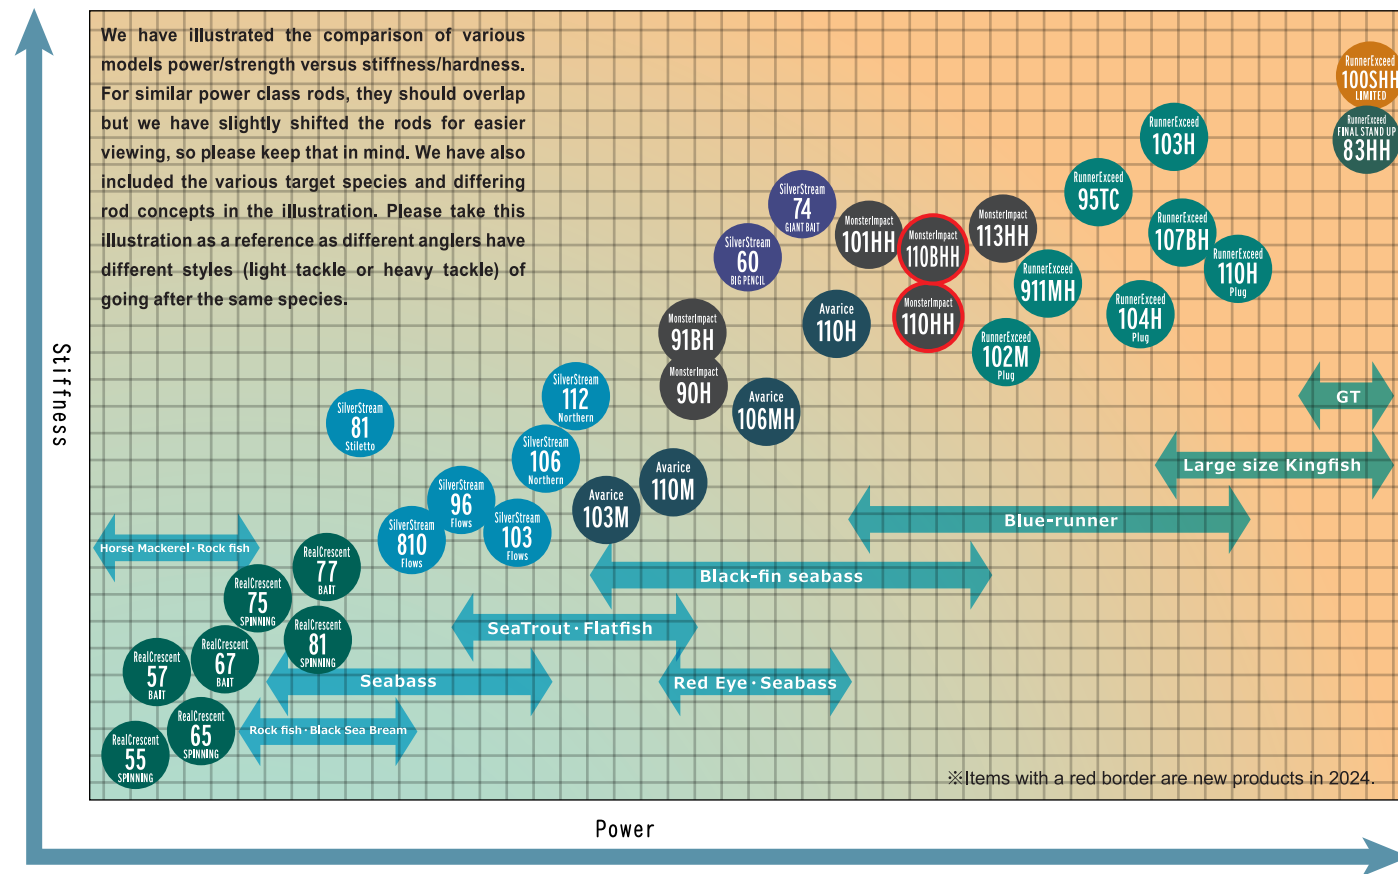 We have illustrated the comparison of various
models power/strength versus stiffness/hardness.
For similar power class rods, they should overlap
but we have slightly shifted the rods for easier
viewing, so please keep that in mind. We have also
included the various target species and differing
rod concepts in the illustration. Please take this
illustration as a reference as different anglers have
different styles (light tackle or heavy tackle) of
going after the same species.
RunnerExceed
100SHH
LIMITED
RunnerExceed
FINAL STAND UP
83HH
RunnerExceed
103H
RunnerExceed
95TC
RunnerExceed
107BH
RunnerExceed
110H
Plug
RunnerExceed
911MH
RunnerExceed
104H
Plug
RunnerExceed
102M
Plug
SilverStream
74
GIANT BAIT
SilverStream
60
BIG PENCIL
MonsterImpact
101HH
MonsterImpact
110BHH
MonsterImpact
113HH
MonsterImpact
110HH
Avarice
110H
MonsterImpact
91BH
MonsterImpact
90H
Avarice
106MH
SilverStream
112
Northern
SilverStream
81
Stiletto
SilverStream
106
Northern
Avarice
110M
Avarice
103M
SilverStream
96
Flows
SilverStream
103
Flows
SilverStream
810
Flows
RealCrescent
77
BAIT
RealCrescent
75
SPINNING
RealCrescent
81
SPINNING
RealCrescent
67
BAIT
RealCrescent
57
BAIT
RealCrescent
65
SPINNING
RealCrescent
55
SPINNING
GT
Large size Kingfish
Blue-runner
Horse Mackerel・Rock fish
Black-fin seabass
SeaTrout・Flatfish
Seabass
Red Eye・Seabass
Rock fish・Black Sea Bream
※Items with a red border are new products in 2024.
Stiffness
Power